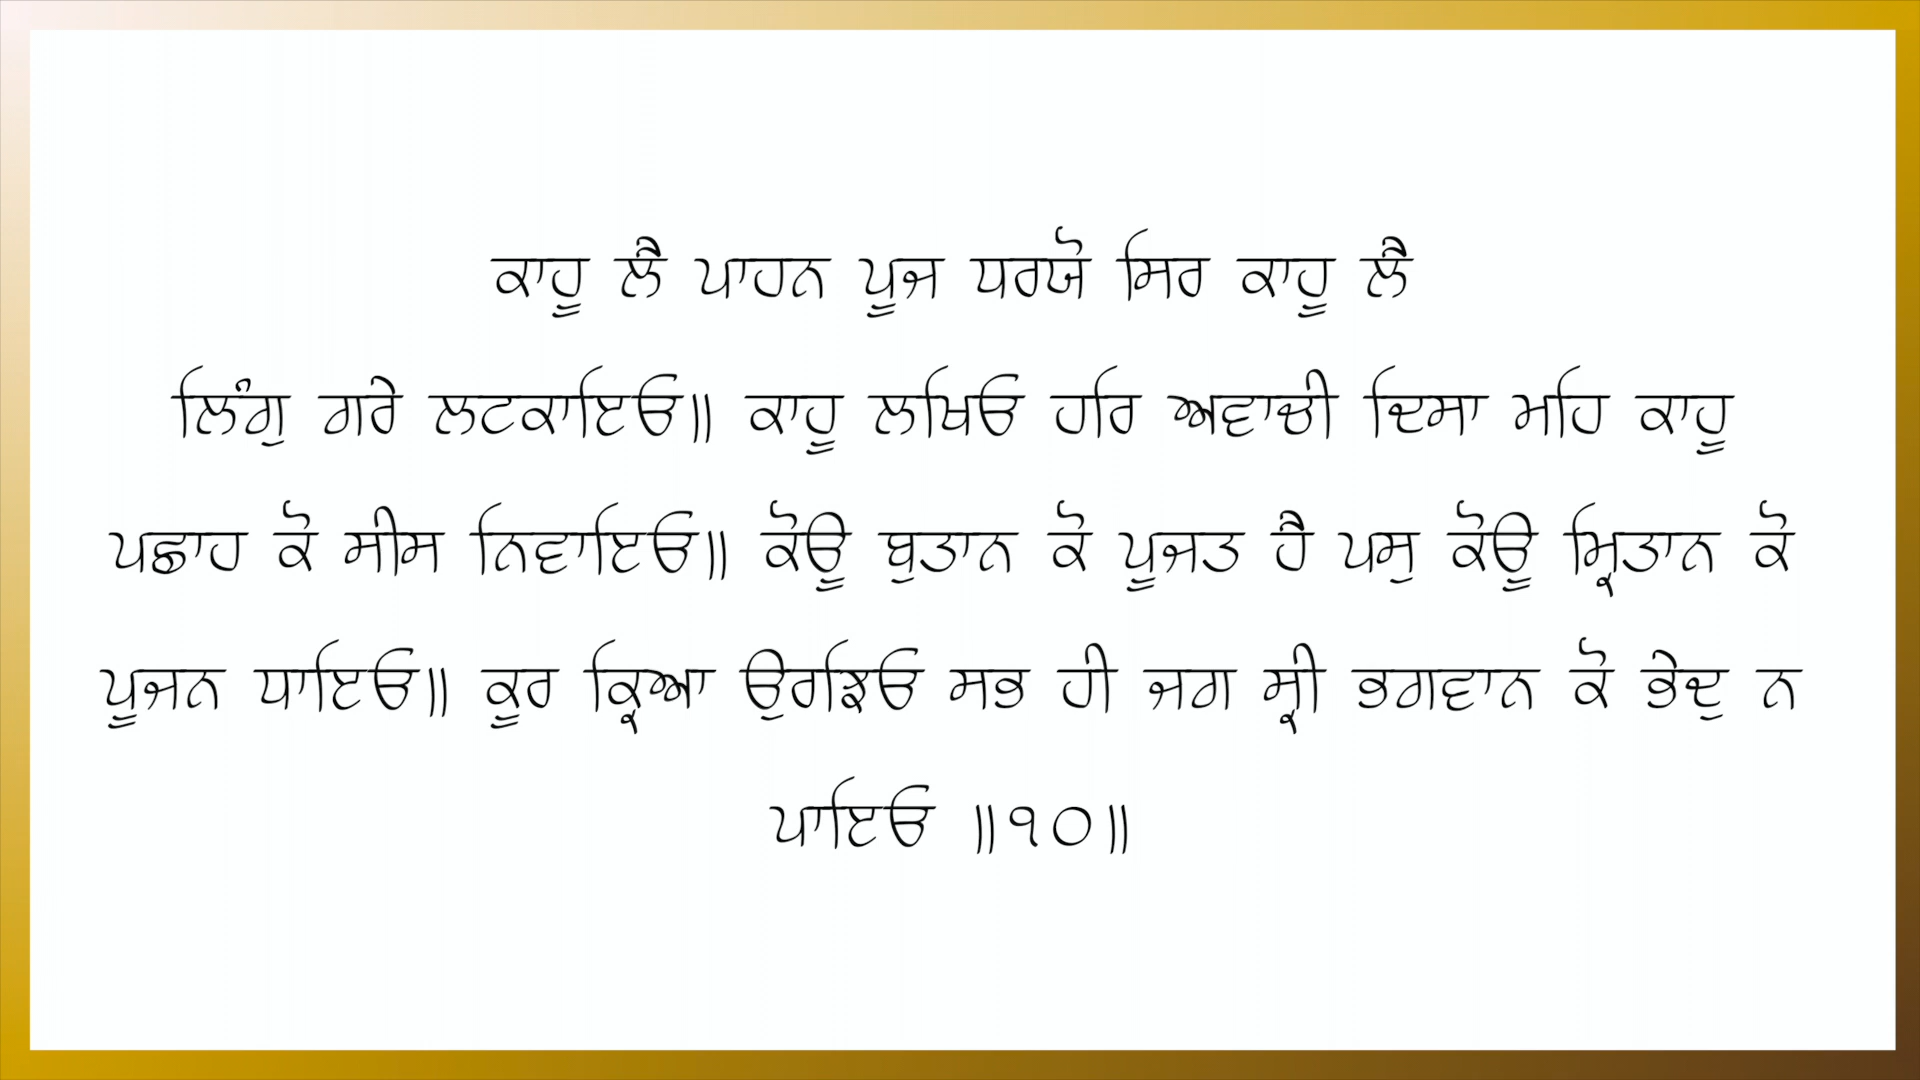 ਕਾਹੂ ਲੈ ਪਾਹਨ ਪੂਜ ਧਰਯੋ ਸਿਰ ਕਾਹੂ ਲੈ
ਲਿੰਗੁ ਗਰੇ ਲਟਕਾਇਓ॥ ਕਾਹੂ ਲਖਿਓ ਹਰਿ ਅਵਾਚੀ ਦਿਸਾ ਮਹਿ ਕਾਹੂ
ਪਛਾਹ ਕੋ ਸੀਸ ਨਿਵਾਇਓ॥ ਕੋਊ ਬੁਤਾਨ ਕੋ ਪੂਜਤ ਹੈ ਪਸੁ ਕੋਊ ਮ੍ਰਿਤਾਨ ਕੋ
ਪੂਜਨ ਧਾਇਓ॥ ਕੂਰ ਕ੍ਰਿਆ ਉਰਝਿਓ ਸਭ ਹੀ ਜਗ ਸ੍ਰੀ ਭਗਵਾਨ ਕੋ ਭੇਦੁ ਨ
ਪਾਇਓ ॥੧੦॥